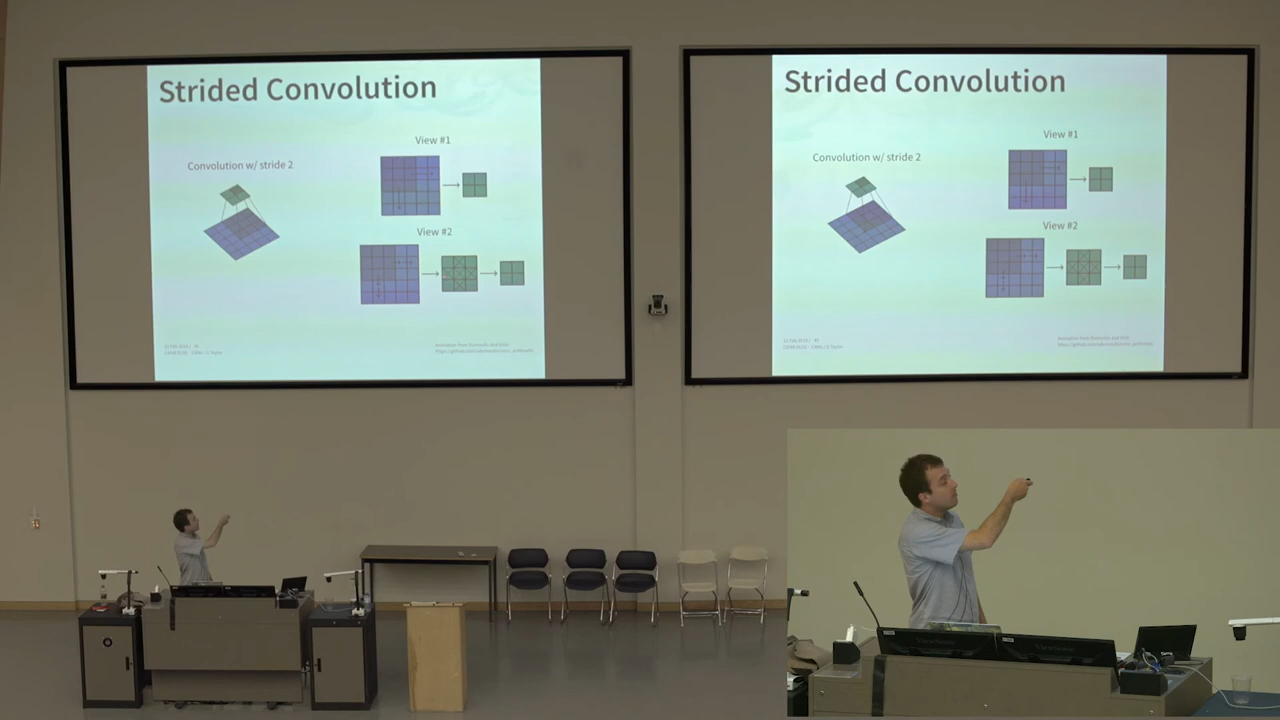 Strided Convolution
View #1
Convolution w/ stride 2
View #2
Strided Convolution
View #1
Convolution w/ stride 2
View #2